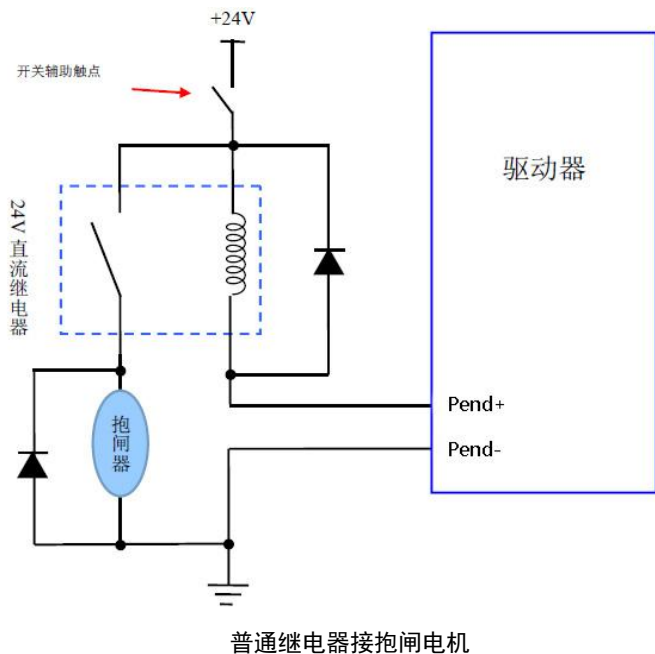 +24V
开关辅助触点
驱动器
24V 直流继电器
抱闸器
Pend+
Pend-
普通继电器接抱闸电机